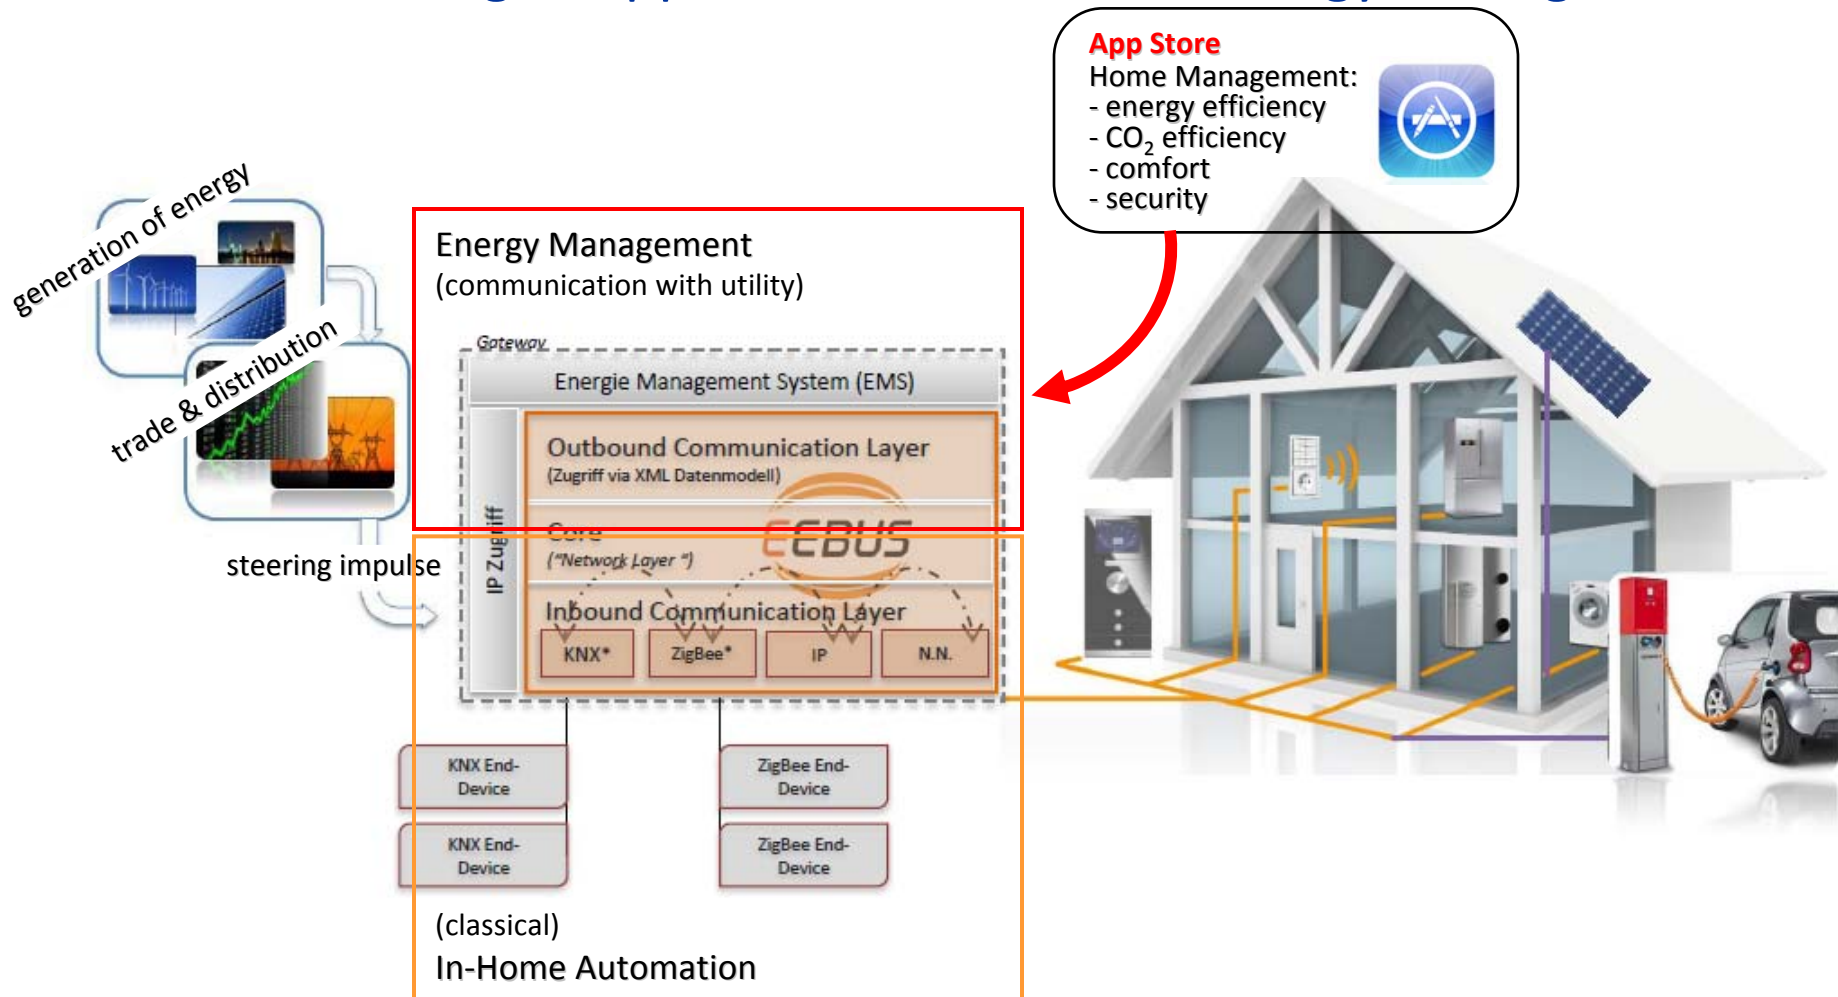 App Store
Home Management:
- energy efficiency
- CO₂ efficiency
- comfort
- security
generation of energy
trade & distribution
steering impulse
Energy Management
(communication with utility)
Gateway
Energie Management System (EMS)
IP Zugriff
Outbound Communication Layer
(Zugriff via XML Datenmodell)
Core
("Network Layer ")
EEBUS
Inbound Communication Layer
KNX*
ZigBee*
IP
N.N.
KNX End-
Device
ZigBee End-
Device
KNX End-
Device
ZigBee End-
Device
(classical)
In-Home Automation